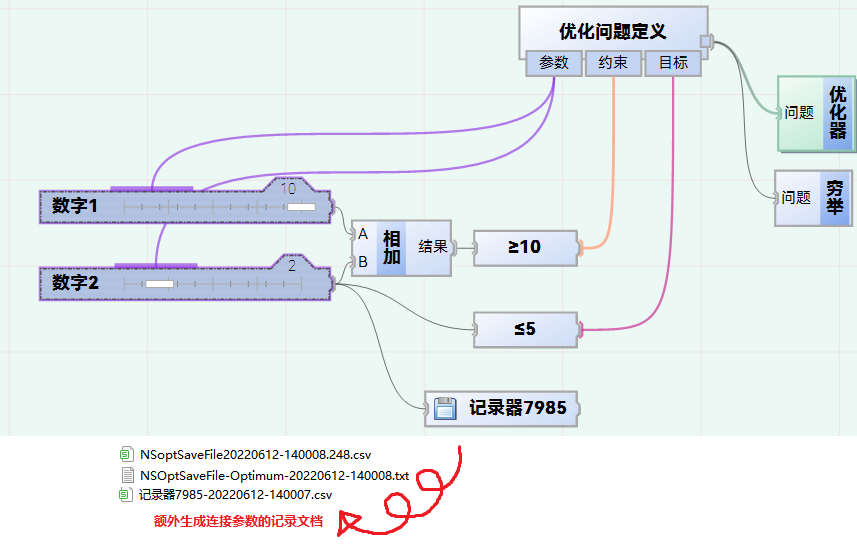 优化问题定义
参数 约束 目标
问题 优化器
问题 穷举
数字1 10
数字2 2
A
B
相加
结果
≥10
≤5
记录器7985
NSoptSaveFile20220612-140008.248.csv
NSOptSaveFile-Optimum-20220612-140008.txt
记录器7985-20220612-140007.csv
额外生成连接参数的记录文档